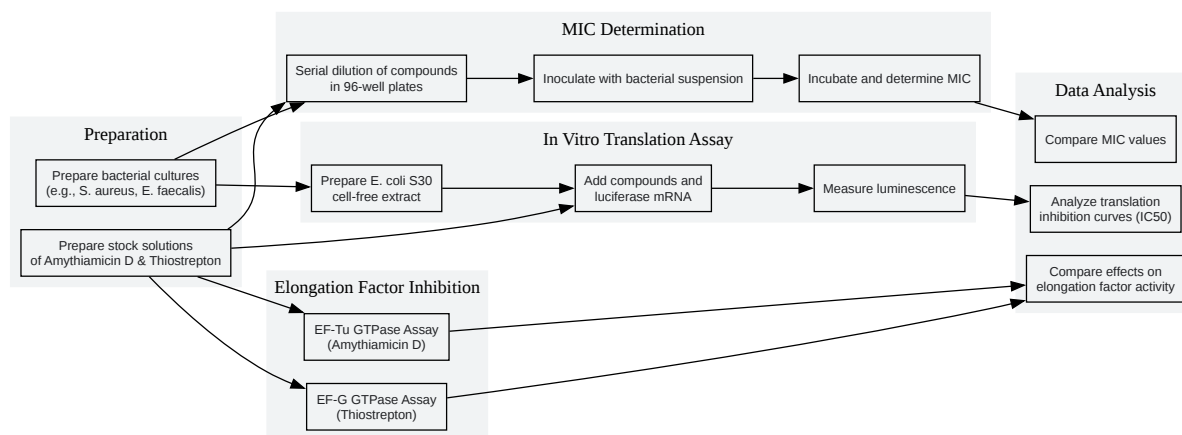 MIC Determination
Serial dilution of compounds
in 96-well plates
Inoculate with bacterial suspension
Incubate and determine MIC
Data Analysis
Compare MIC values
Analyze translation
inhibition curves (IC50)
Compare effects on
elongation factor activity
Preparation
Prepare bacterial cultures
(e.g., S. aureus, E. faecalis)
Prepare stock solutions
of Amythiamicin D & Thiostrepton
In Vitro Translation Assay
Prepare E. coli S30
cell-free extract
Add compounds and
luciferase mRNA
Measure luminescence
Elongation Factor Inhibition
EF-Tu GTPase Assay
(Amythiamicin D)
EF-G GTPase Assay
(Thiostrepton)